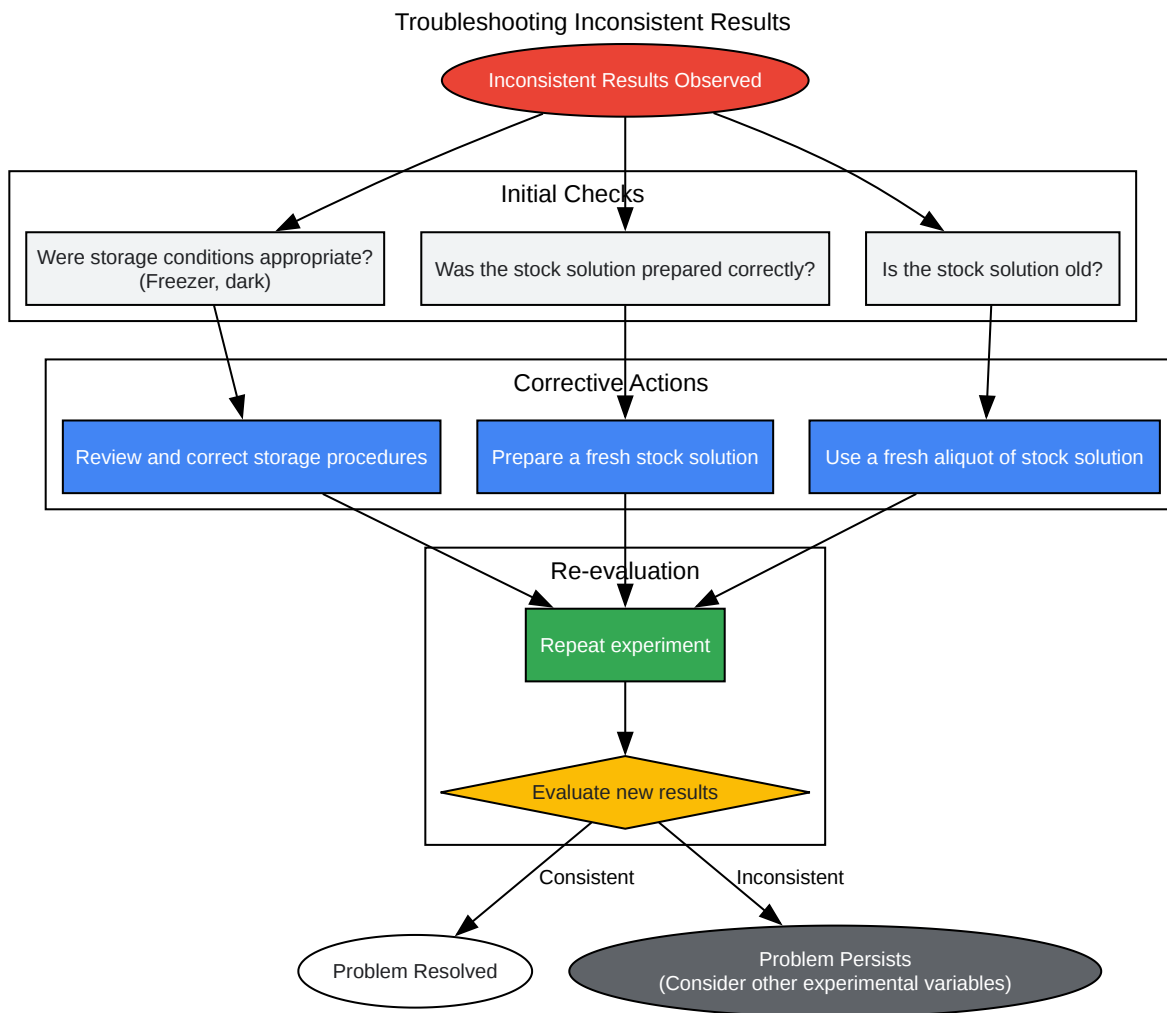 Troubleshooting Inconsistent Results
Inconsistent Results Observed
Initial Checks
Were storage conditions appropriate?
(Freezer, dark)
Was the stock solution prepared correctly?
Is the stock solution old?
Corrective Actions
Review and correct storage procedures
Prepare a fresh stock solution
Use a fresh aliquot of stock solution
Re-evaluation
Repeat experiment
Evaluate new results
Consistent
Inconsistent
Problem Resolved
Problem Persists
(Consider other experimental variables)